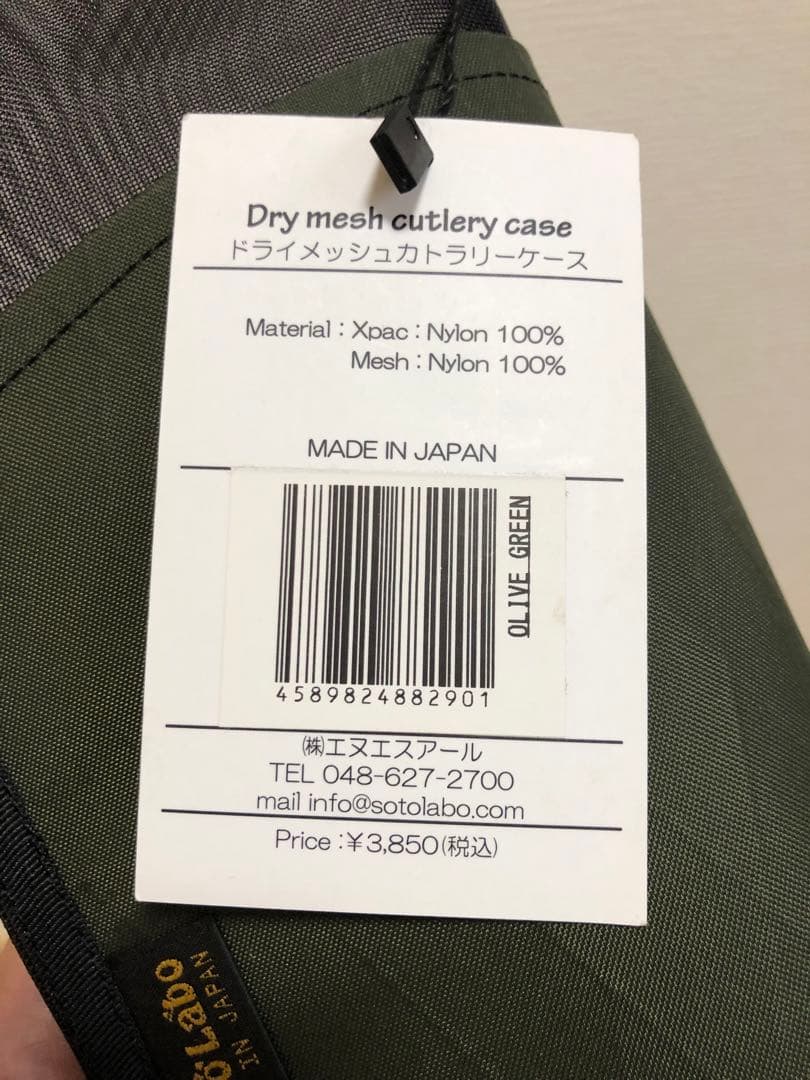 Dry mesh cutlery case
ドライメッシュカトラリーケース
Material : Xpac : Nylon 100%
Mesh : Nylon 100%
MADE IN JAPAN
OLIVE GREEN
4589824882901
㈱エヌエスアール
TEL 048-627-2700
mail info@sotolabo.com
Price : ¥3,850(税込)
Labo
IN JAPAN